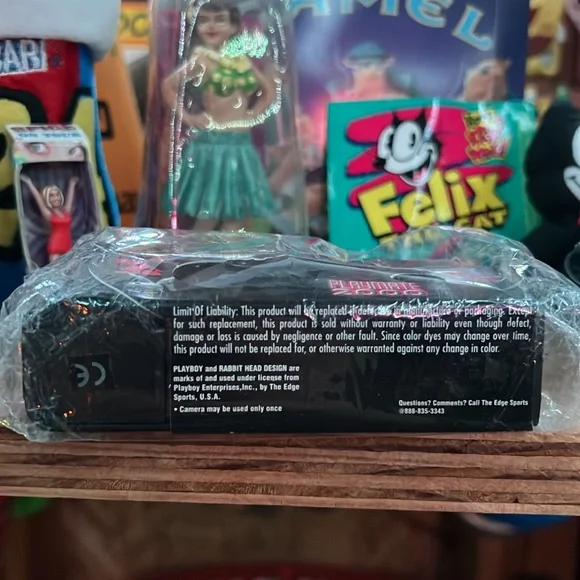 AMEL
Felix
PLAYMATE
Limit Of Liability: This product will be replaced if defective in manufacture or packaging. Except
for such replacement, this product is sold without warranty or liability even though defect,
damage or loss is caused by negligence or other fault. Since color dyes may change over time,
this product will not be replaced for, or otherwise warranted against any change in color.
PLAYBOY and RABBIT HEAD DESIGN are
marks of and used under license from
Playboy Enterprises,Inc., by The Edge
Sports, U.S.A.
• Camera may be used only once
Questions? Comments? Call The Edge Sports
@888-835-3343
CE